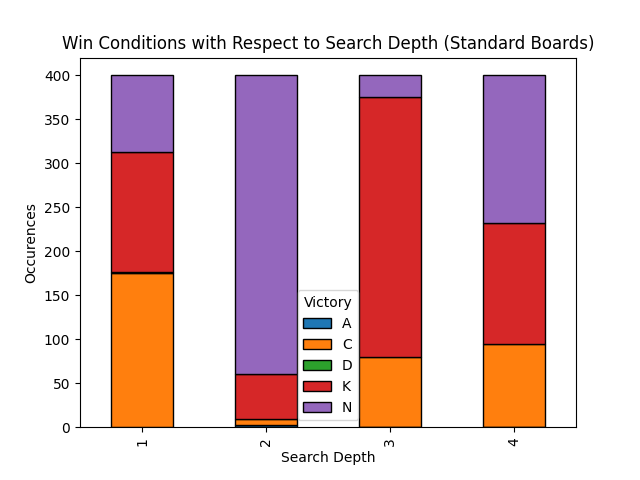 Win Conditions with Respect to Search Depth (Standard Boards)
400
350
300
250
200
150
100
50
0
Occurences
Victory
A
C
D
K
N
1
2
3
4
Search Depth